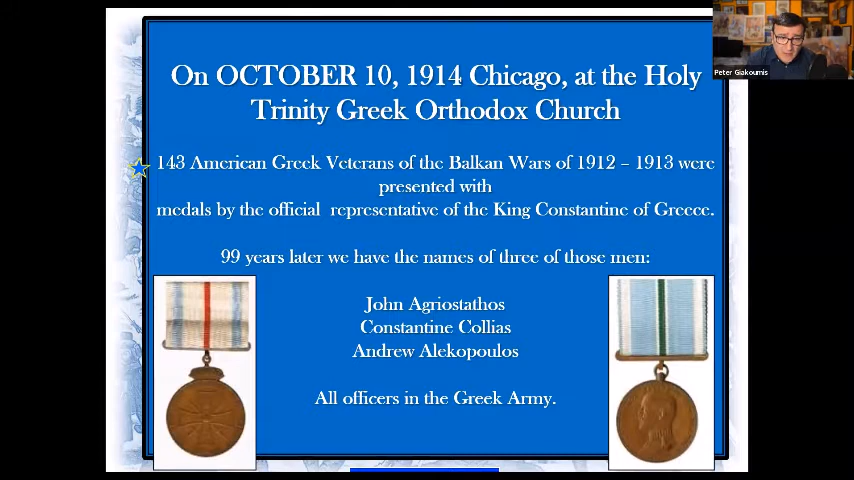 On OCTOBER 10, 1914 Chicago, at the Holy
Trinity Greek Orthodox Church
143 American Greek Veterans of the Balkan Wars of 1912 – 1913 were
presented with
medals by the official representative of the King Constantine of Greece.
99 years later we have the names of three of those men:
John Agriostathos
Constantine Collias
Andrew Alekopoulos
All officers in the Greek Army.
Peter Giakoumis